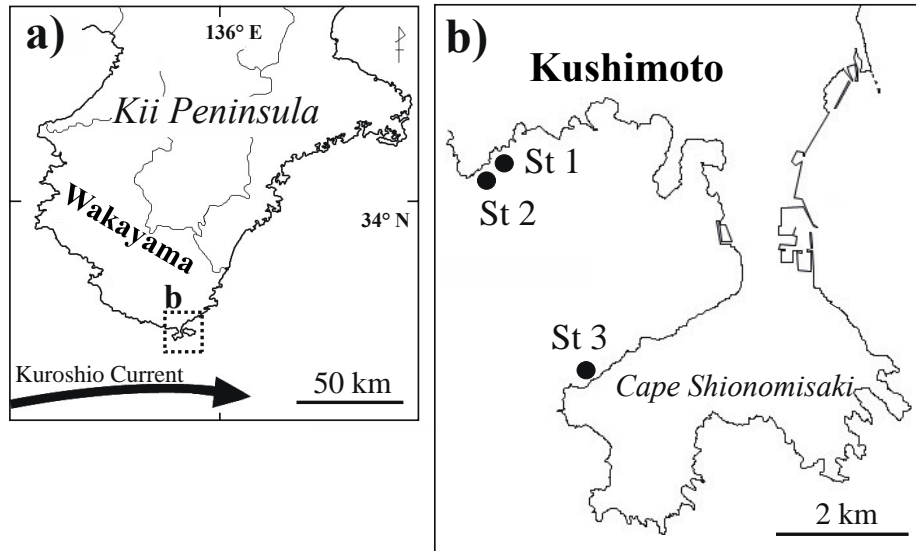 a)
136° E
Kii Peninsula
Wakayama
34° N
b
Kuroshio Current
50 km
b)
Kushimoto
St 1
St 2
St 3
Cape Shionomisaki
2 km